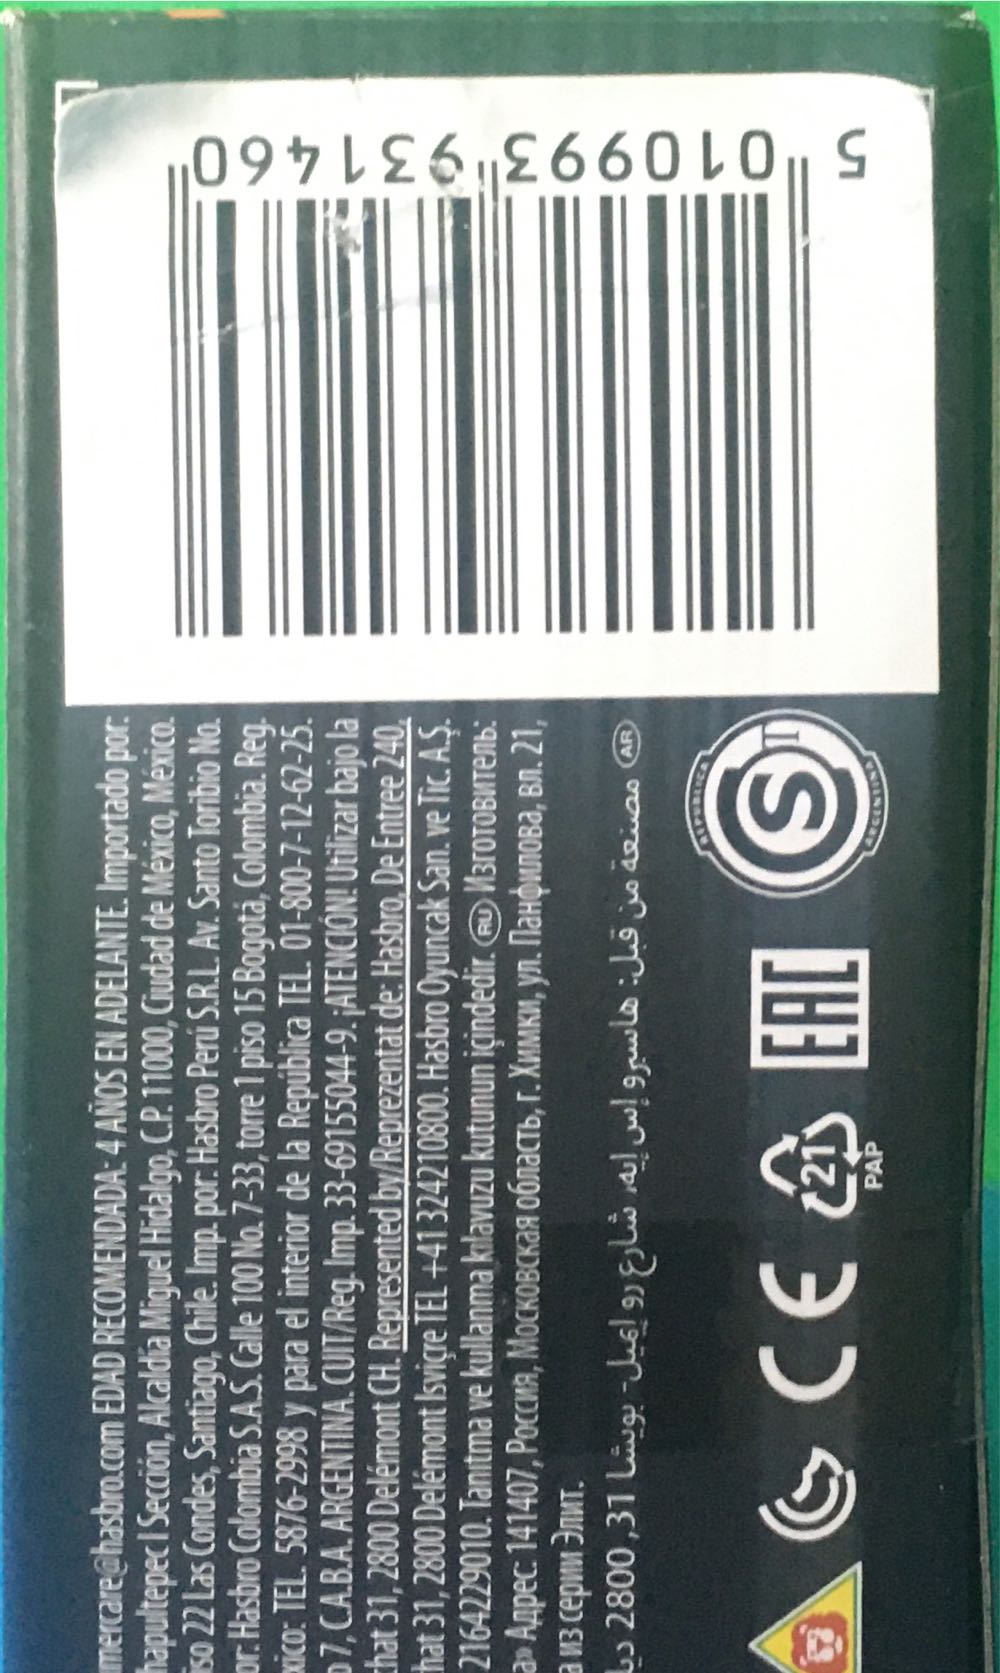 5 010993 931460
mercare@hasbro.com EDAD RECOMENDADA: 4 AÑOS EN ADELANTE. Importado por:
hapultepec I Sección, Alcaldía Miguel Hidalgo, C.P. 11000, Ciudad de México, México.
iso 22 Las Condes, Santiago, Chile. Imp. por: Hasbro Perú S.R.L. Av. Santo Toribio No.
or: Hasbro Colombia S.A.S. Calle 100 No. 7-33, torre 1 piso 15 Bogotá, Colombia. Reg.
xico: TEL. 5876-2998 y para el interior de la República TEL. 01-800-7-12-62-25.
o 7, C.A.B.A. ARGENTINA. CUIT/Reg. Imp. 33-69155044-9. ¡ATENCIÓN! Utilizar bajo la
chat 31, 2800 Delémont CH. Represented by/Reprezentat de: Hasbro, De Entree 240,
hat 31, 2800 Delémont Isviçre TEL +41324210800. Hasbro Oyuncak San. ve Tic. A.Ş.
2164229010. Tanıtma ve kullanma kılavuzu kutunun içindedir. RU Изготовитель:
а» Адрес: 141407, Россия, Московская область, г. Химки, ул. Панфилова, вл. 21,
а из серии Элит.
AR مصنعة من قبل: هاسبرو إس إيه، شارع رو إميل- بويشا 31, 2800
REPUBLICA
S
T
ARGENTINA
EAC
21
PAP
CE